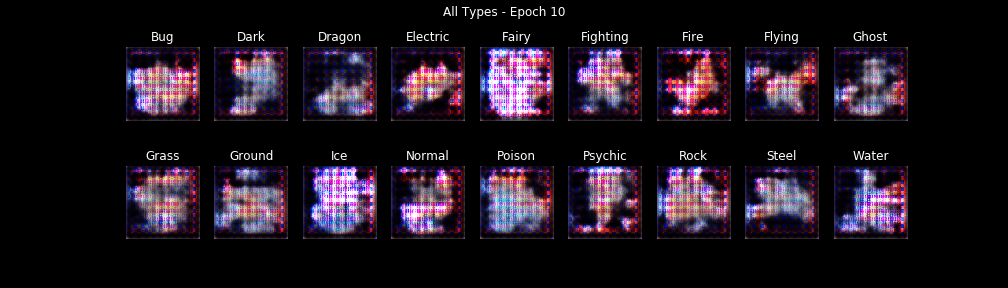 All Types - Epoch 10
Bug Dark Dragon Electric Fairy Fighting Fire Flying Ghost
Grass Ground Ice Normal Poison Psychic Rock Steel Water